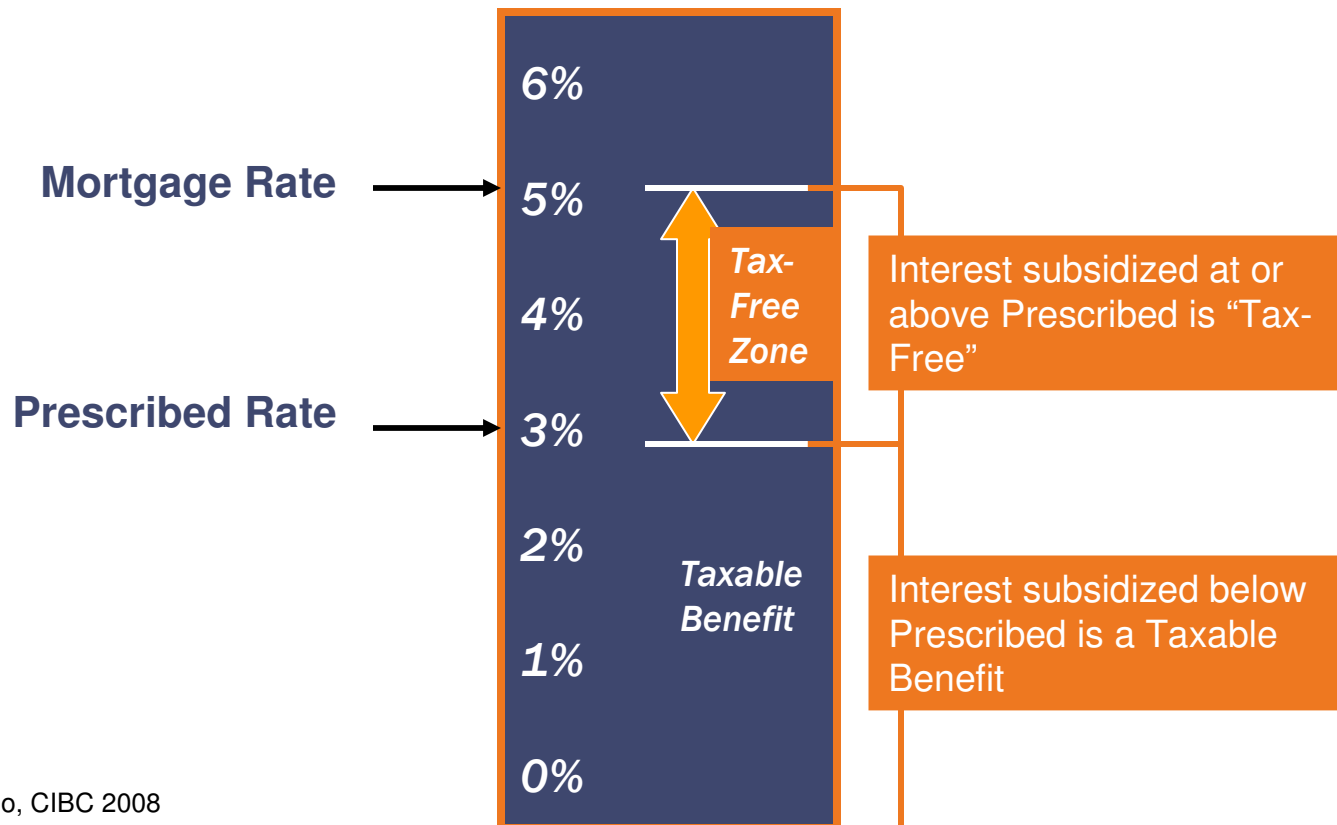 6%
Mortgage Rate
5%
Tax-
Free
Zone
Interest subsidized at or
above Prescribed is “Tax-
Free”
4%
Prescribed Rate
3%
2%
Taxable
Benefit
Interest subsidized below
Prescribed is a Taxable
Benefit
1%
0%
o, CIBC 2008